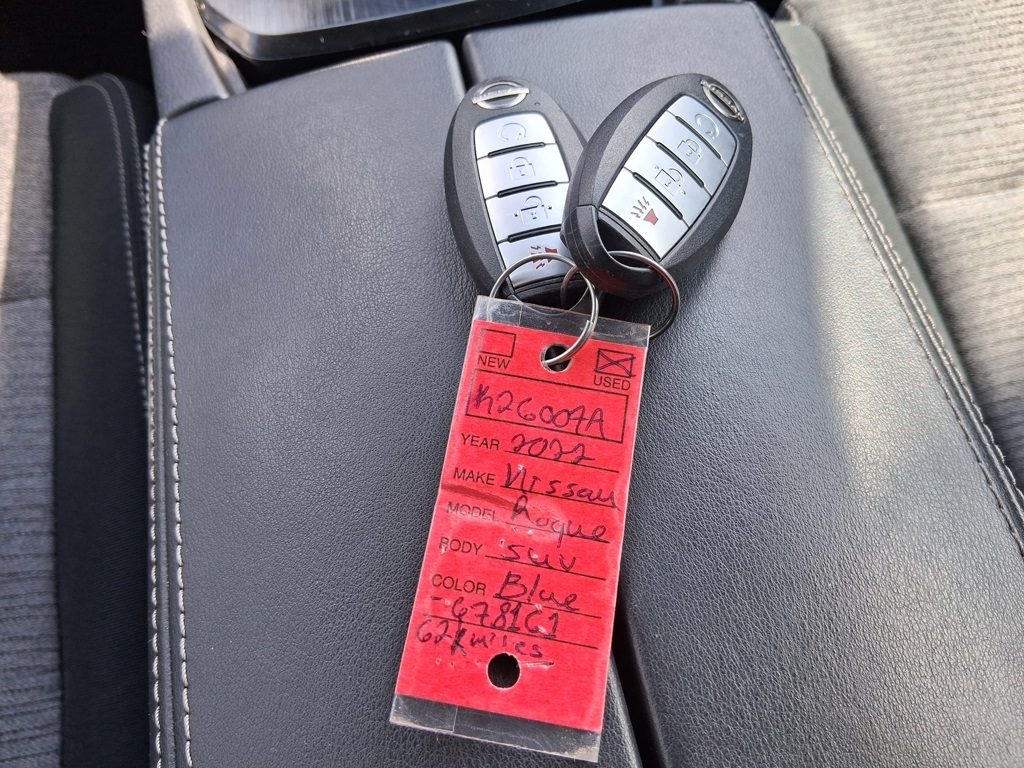 NEW
USED
K26007A
YEAR 2022
MAKE Nissan
MODEL Rogue
BODY SUV
COLOR Blue
- 678161
62K miles